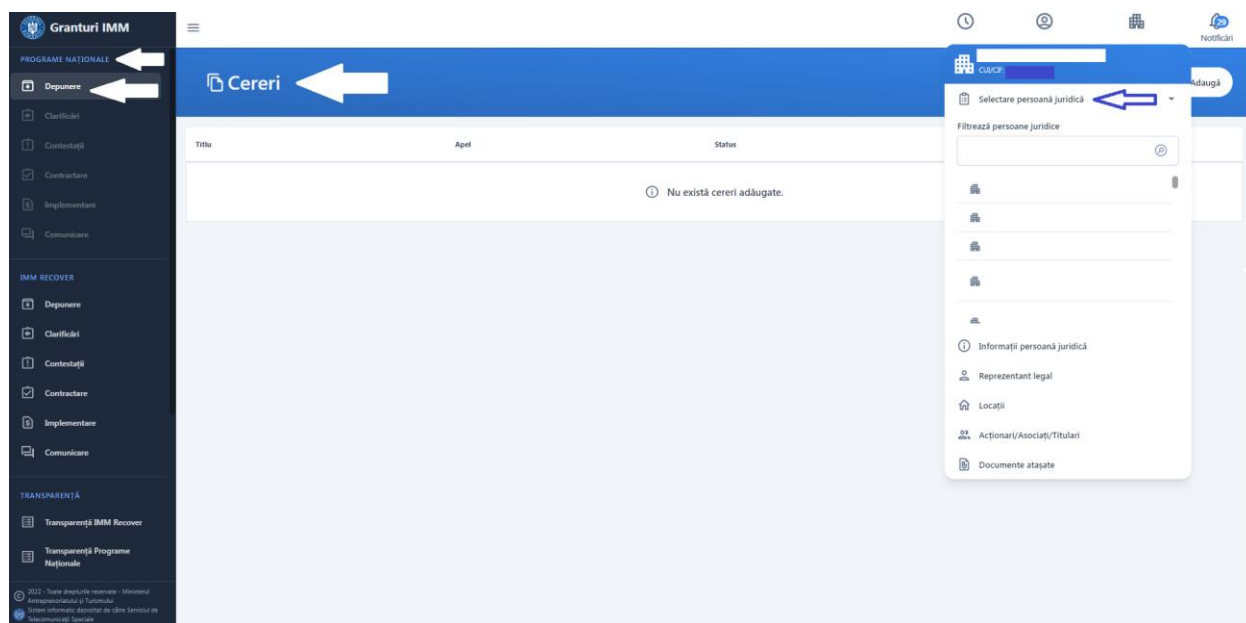 Granturi IMM
Notificări
29
PROGRAME NAȚIONALE
Depunere
Clarificări
Contestații
Contractare
Implementare
Comunicare
IMM RECOVER
Depunere
Clarificări
Contestații
Contractare
Implementare
Comunicare
TRANSPARENȚĂ
Transparență IMM Recover
Transparență Programe
Naționale
2022 - Toate drepturile rezervate - Ministerul
Antreprenoriatului și Turismului
Sistem informatic dezvoltat de către Serviciul de
Telecomunicații Speciale
Cereri
Adaugă
Titlu Apel Status
Nu există cereri adăugate.
CUI/CIF:
Selectare persoană juridică
Filtrează persoane juridice
Informații persoană juridică
Reprezentant legal
Locații
Acționari/Asociați/Titulari
Documente atașate